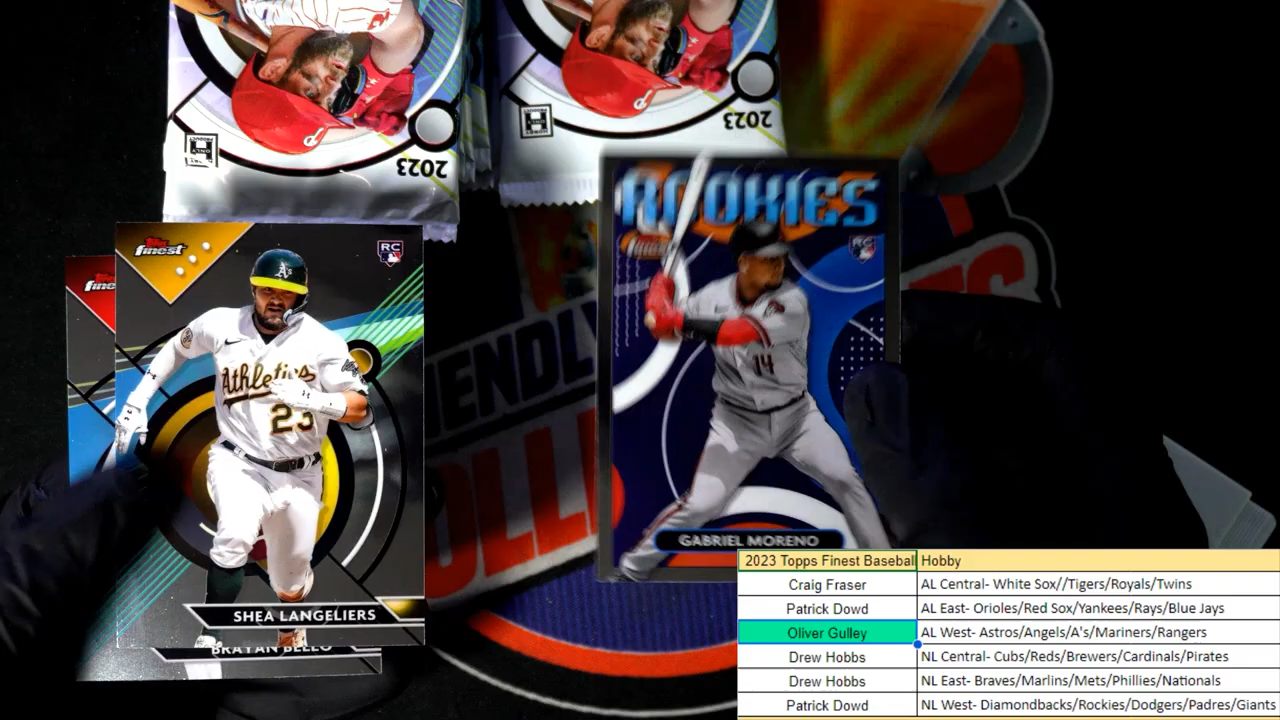 2023
2023
ONLY
ROOKIES
RC
finest
RC
A's
Athletics
23
14
SHEA LANGELIERS
BRAYAN BELLO
GABRIEL MORENO
2023 Topps Finest Baseball Hobby
Craig Fraser AL Central- White Sox//Tigers/Royals/Twins
Patrick Dowd AL East- Orioles/Red Sox/Yankees/Rays/Blue Jays
Oliver Gulley AL West- Astros/Angels/A's/Mariners/Rangers
Drew Hobbs NL Central- Cubs/Reds/Brewers/Cardinals/Pirates
Drew Hobbs NL East- Braves/Marlins/Mets/Phillies/Nationals
Patrick Dowd NL West- Diamondbacks/Rockies/Dodgers/Padres/Giants